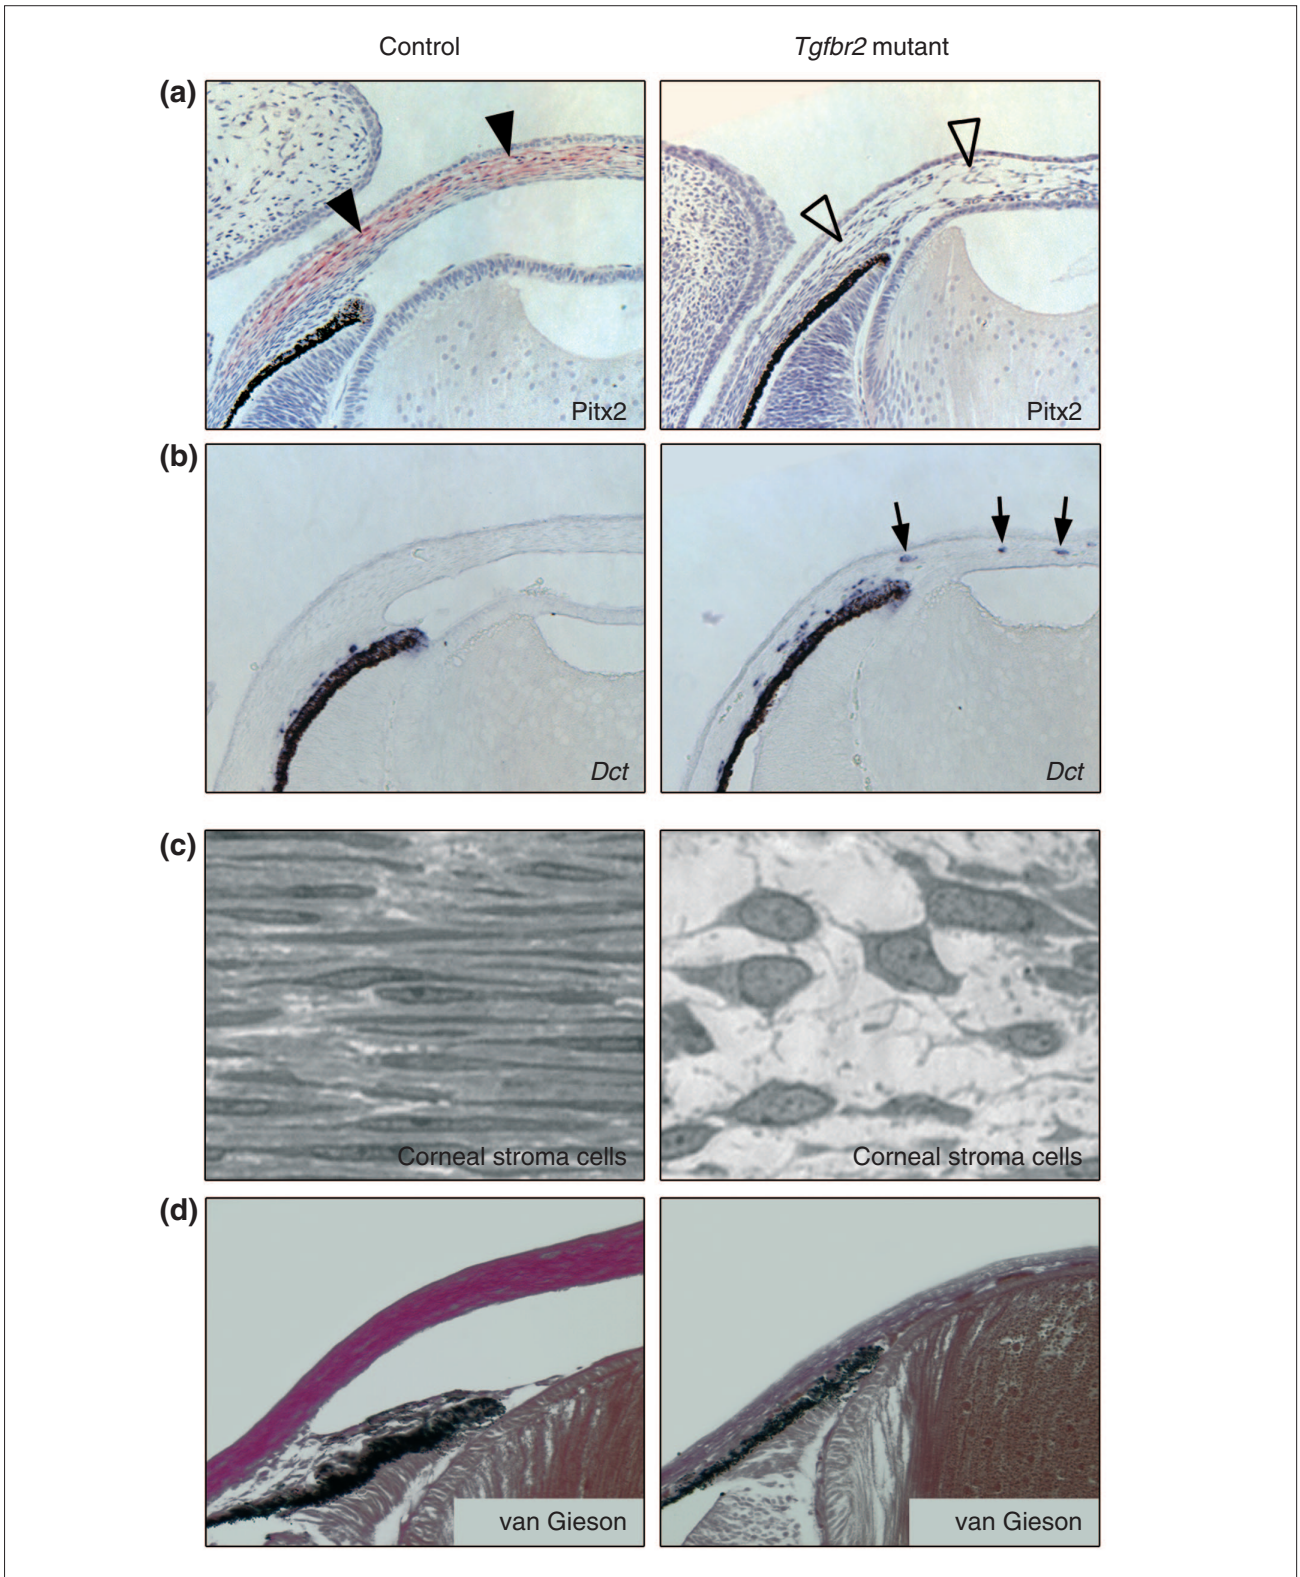 Control
Tgfbr2 mutant
(a)
Pitx2
Pitx2
(b)
Dct
Dct
(c)
Corneal stroma cells
Corneal stroma cells
(d)
van Gieson
van Gieson